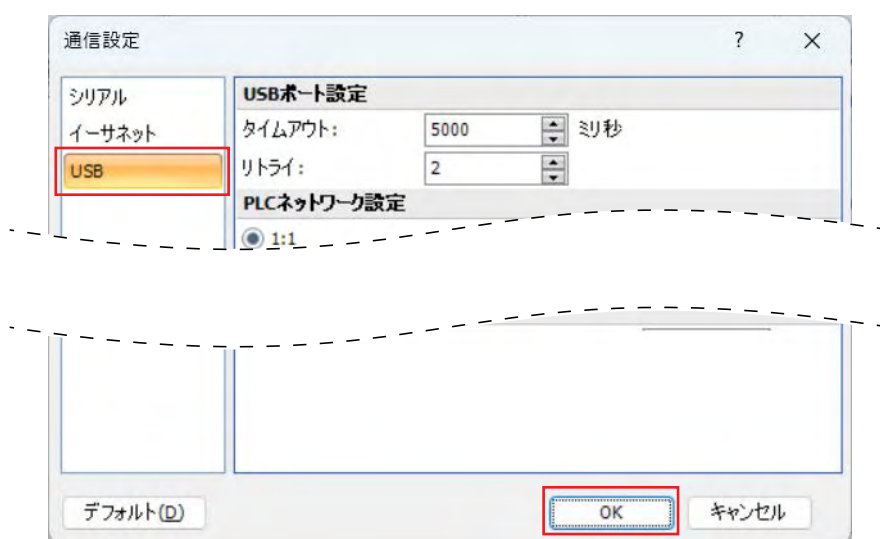 通信設定
?
×
シリアル
イーサネット
USB
USBポート設定
タイムアウト: 5000 ミリ秒
リトライ: 2
PLCネットワーク設定
1:1
デフォルト(D)
OK
キャンセル